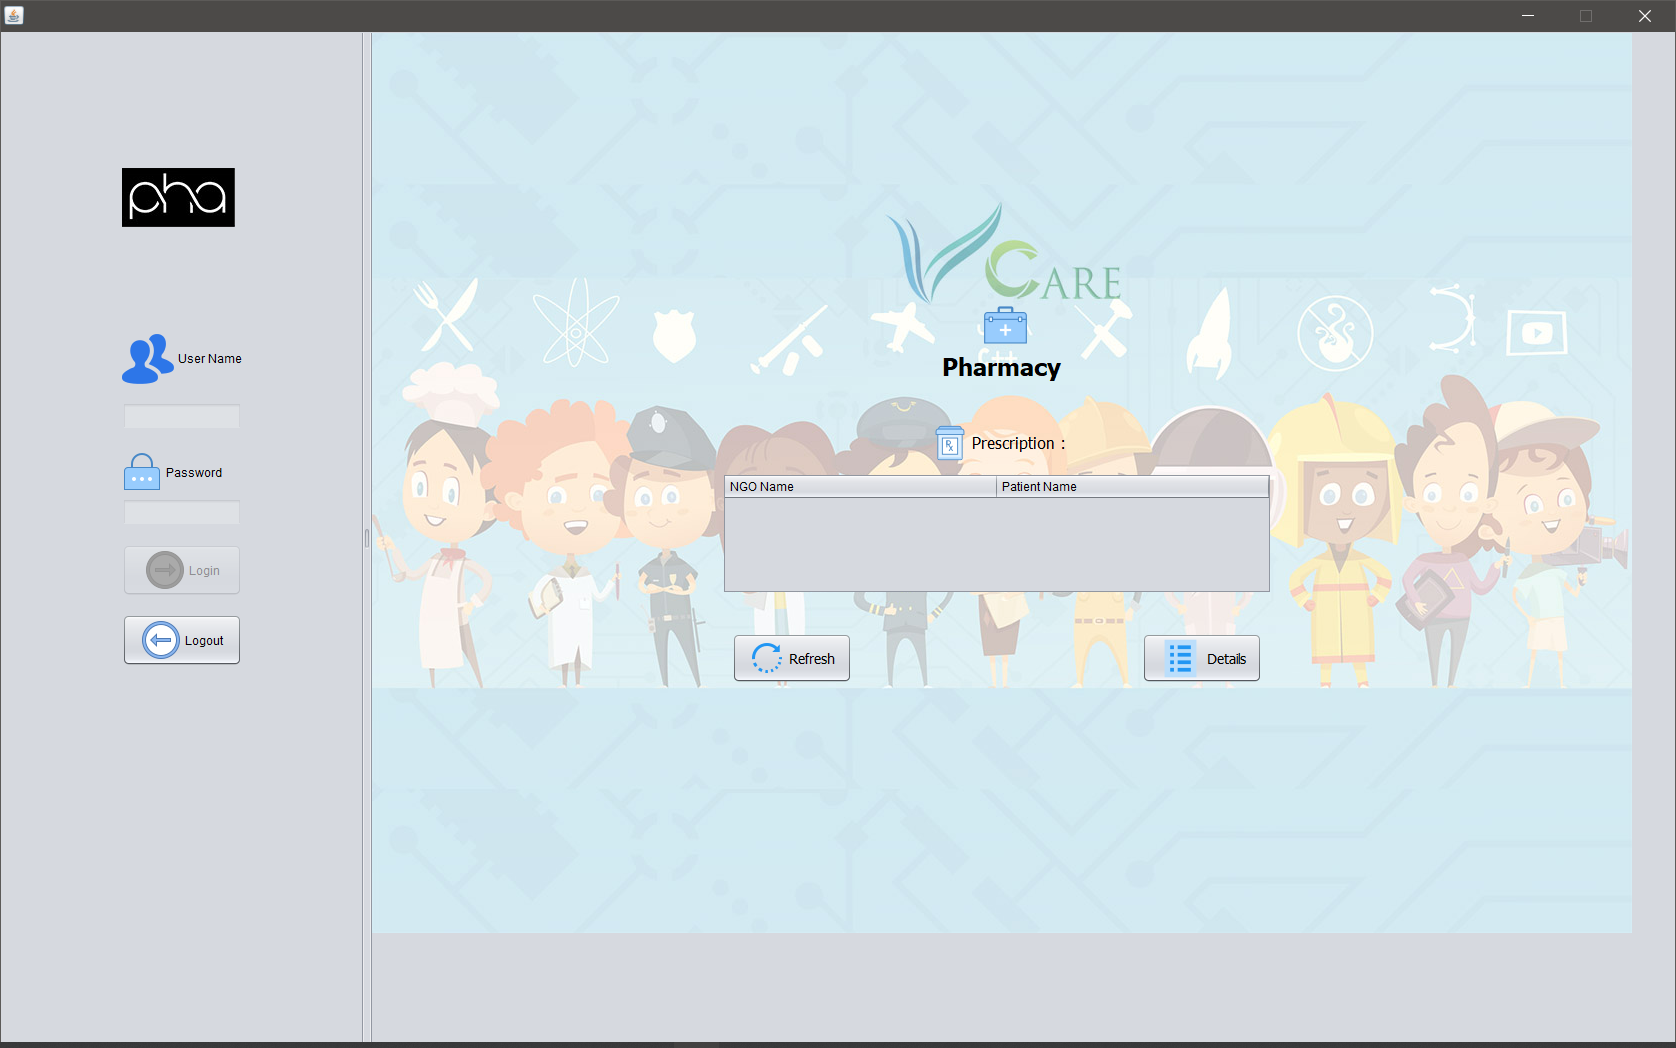 pha
User Name
Password
Login
Logout
V CARE
Pharmacy
Prescription :
NGO Name Patient Name
Refresh Details